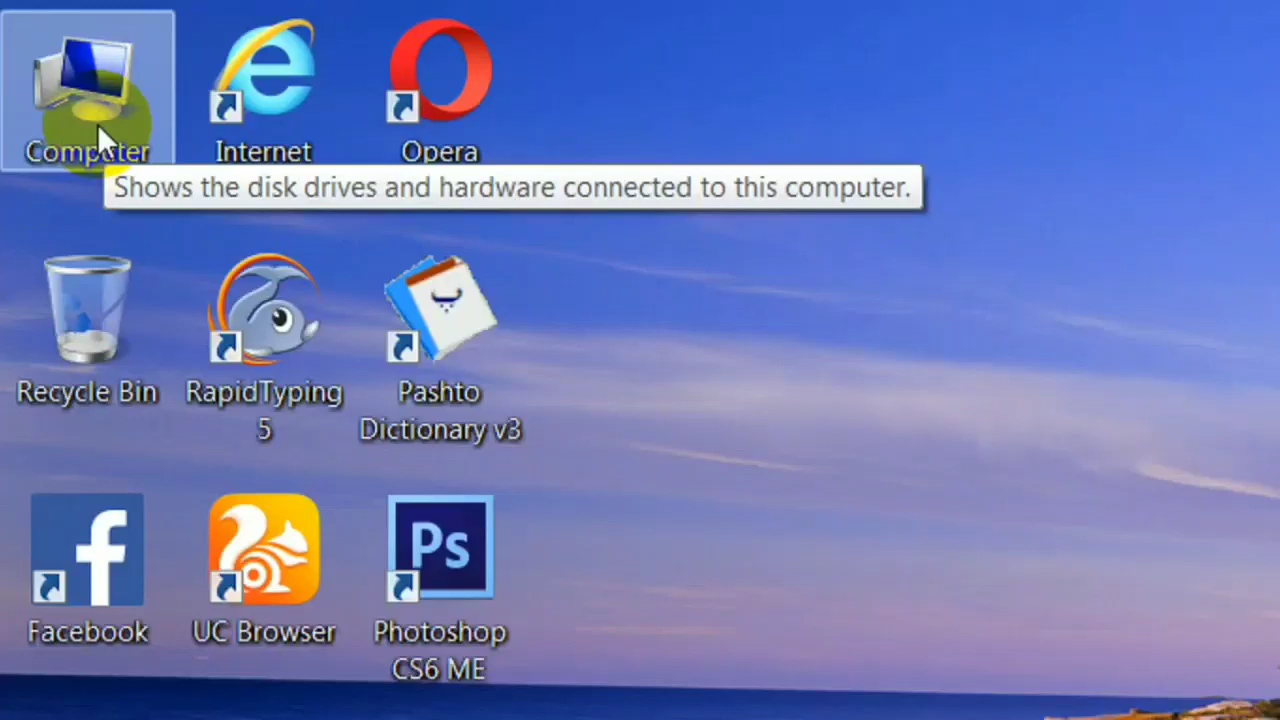 Computer
Internet
Opera
Shows the disk drives and hardware connected to this computer.
Recycle Bin
RapidTyping
5
Pashto
Dictionary v3
Ps
Facebook
UC Browser
Photoshop
CS6 ME